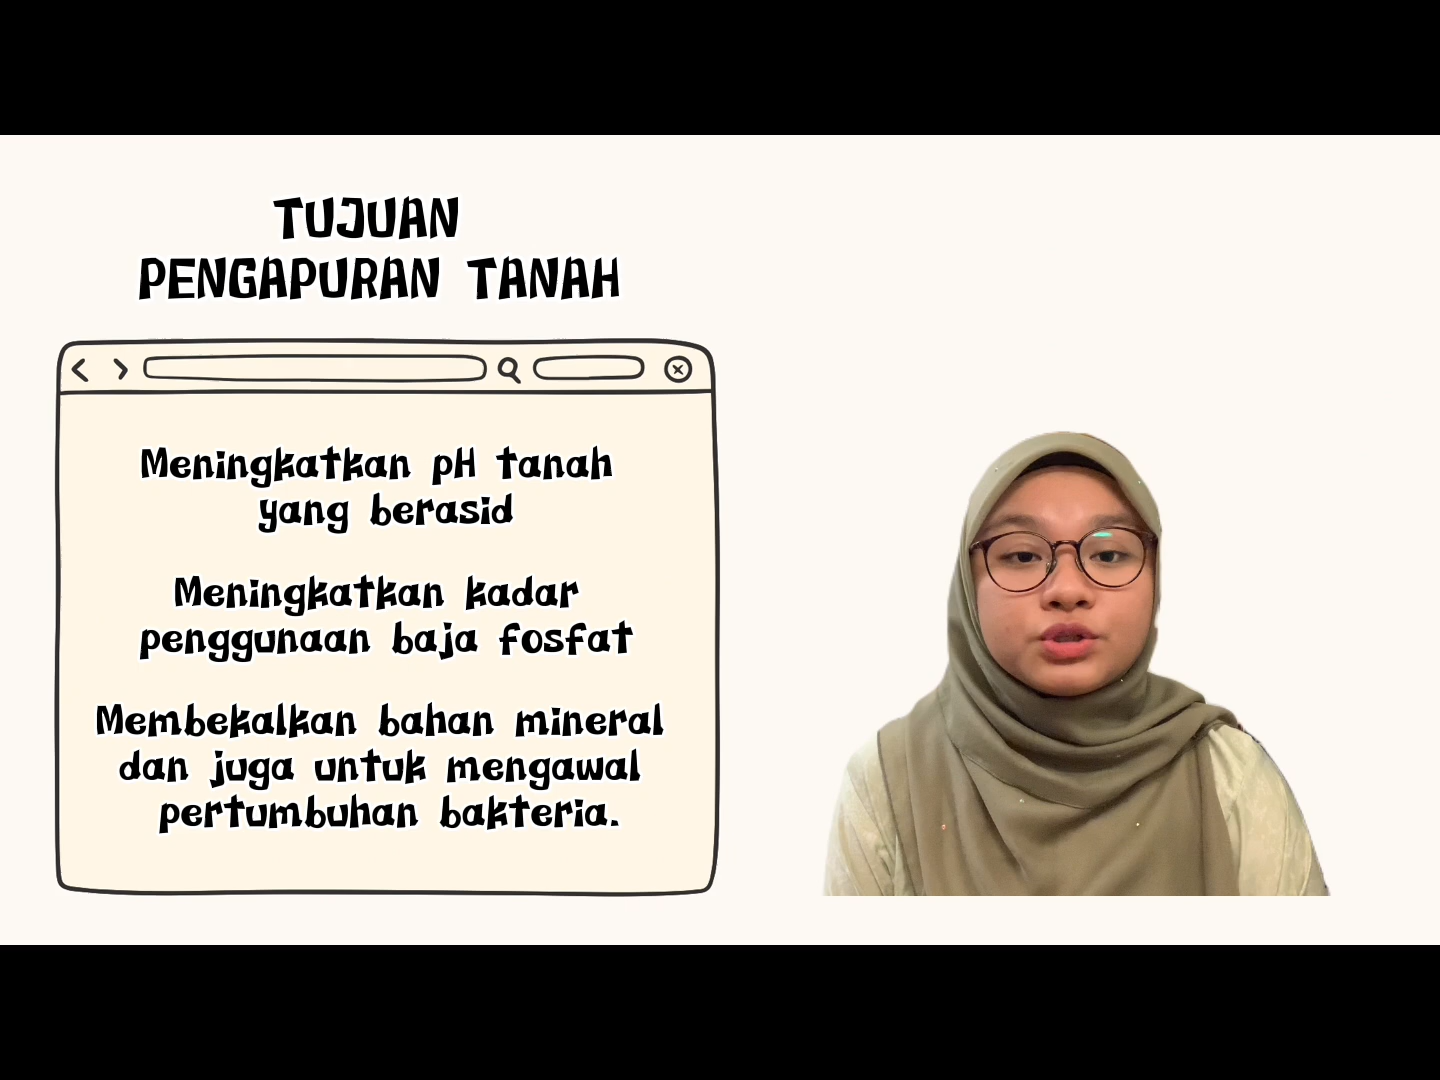 TUJUAN
PENGAPURAN TANAH
Meningkatkan pH tanah
yang berasid
Meningkatkan kadar
penggunaan baja fosfat
Membekalkan bahan mineral
dan juga untuk mengawal
pertumbuhan bakteria.